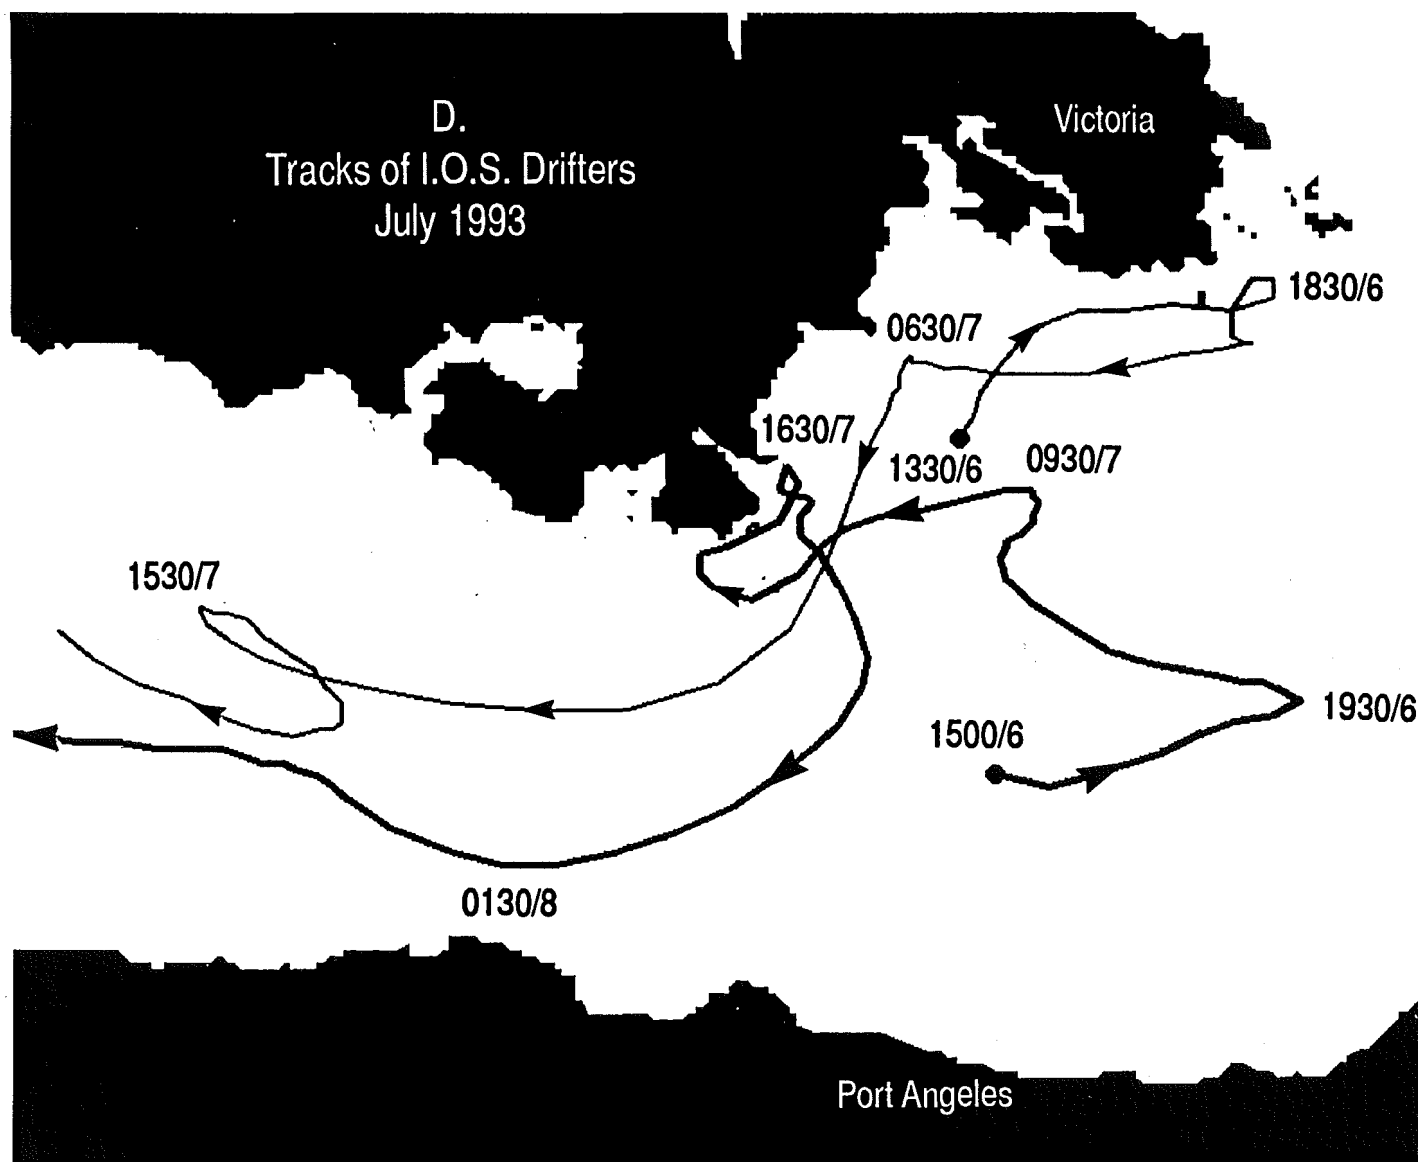 D.
Tracks of I.O.S. Drifters
July 1993
Victoria
1830/6
0630/7
1630/7
1330/6
0930/7
1530/7
1930/6
1500/6
0130/8
Port Angeles